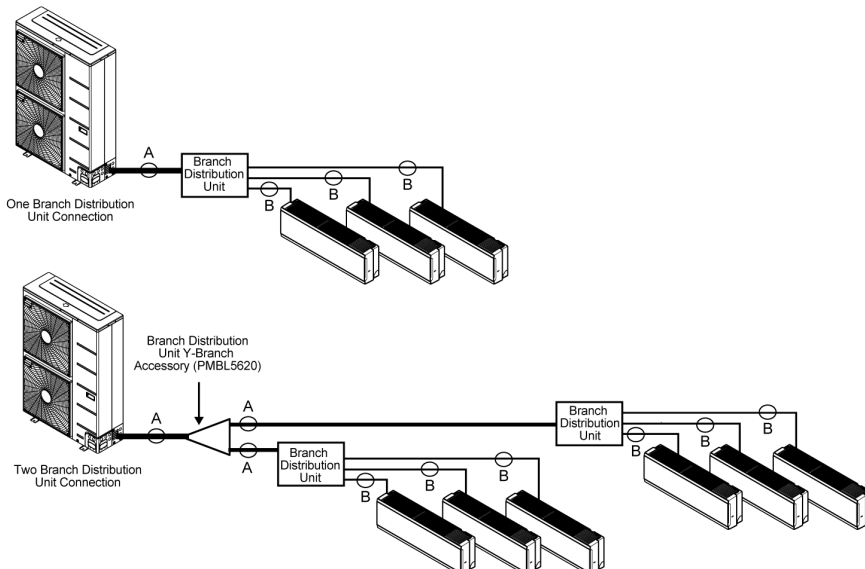 A
Branch
Distribution
Unit
B
B
B
One Branch Distribution
Unit Connection
Branch Distribution
Unit Y-Branch
Accessory (PMBL5620)
A
A
A
Branch
Distribution
Unit
B
B
B
Branch
Distribution
Unit
B
B
B
Two Branch Distribution
Unit Connection